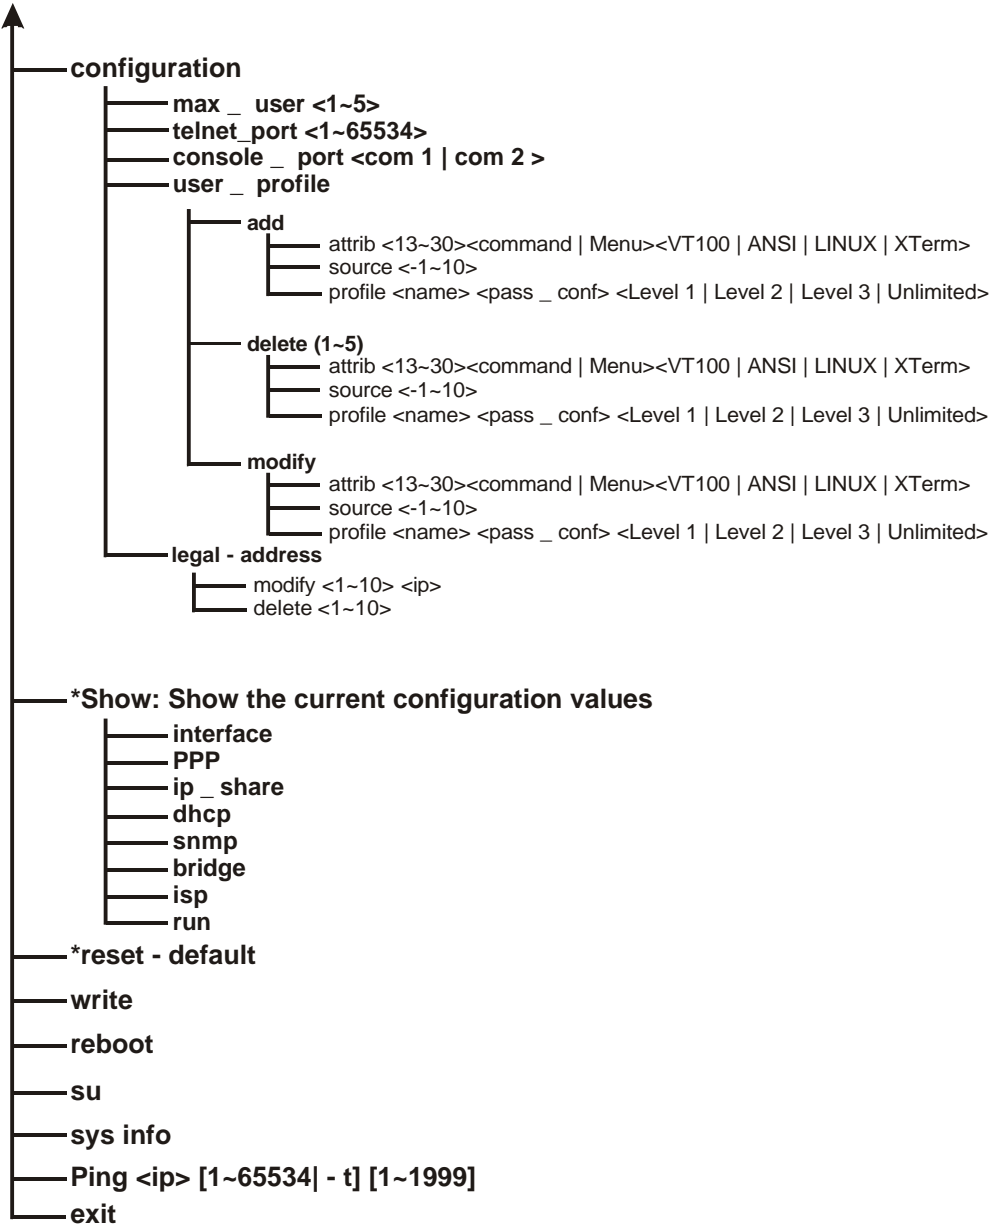 configuration
max _ user <1~5>
telnet_port <1~65534>
console _ port <com 1 | com 2 >
user _ profile
add
attrib <13~30><command | Menu><VT100 | ANSI | LINUX | XTerm>
source <-1~10>
profile <name> <pass _ conf> <Level 1 | Level 2 | Level 3 | Unlimited>
delete (1~5)
attrib <13~30><command | Menu><VT100 | ANSI | LINUX | XTerm>
source <-1~10>
profile <name> <pass _ conf> <Level 1 | Level 2 | Level 3 | Unlimited>
modify
attrib <13~30><command | Menu><VT100 | ANSI | LINUX | XTerm>
source <-1~10>
profile <name> <pass _ conf> <Level 1 | Level 2 | Level 3 | Unlimited>
legal - address
modify <1~10> <ip>
delete <1~10>
*Show: Show the current configuration values
interface
PPP
ip _ share
dhcp
snmp
bridge
isp
run
*reset - default
write
reboot
su
sys info
Ping <ip> [1~65534| - t] [1~1999]
exit